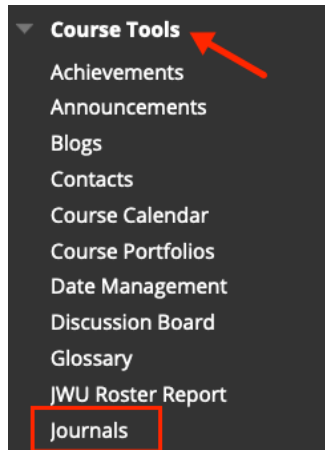 Course Tools
Achievements
Announcements
Blogs
Contacts
Course Calendar
Course Portfolios
Date Management
Discussion Board
Glossary
JWU Roster Report
Journals